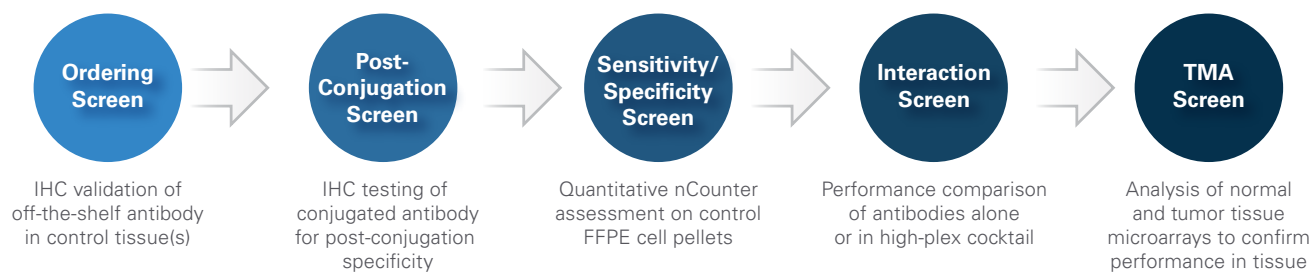 Ordering
Screen
IHC validation of
off-the-shelf antibody
in control tissue(s)
Post-
Conjugation
Screen
IHC testing of
conjugated antibody
for post-conjugation
specificity
Sensitivity/
Specificity
Screen
Quantitative nCounter
assessment on control
FFPE cell pellets
Interaction
Screen
Performance comparison
of antibodies alone
or in high-plex cocktail
TMA
Screen
Analysis of normal
and tumor tissue
microarrays to confirm
performance in tissue